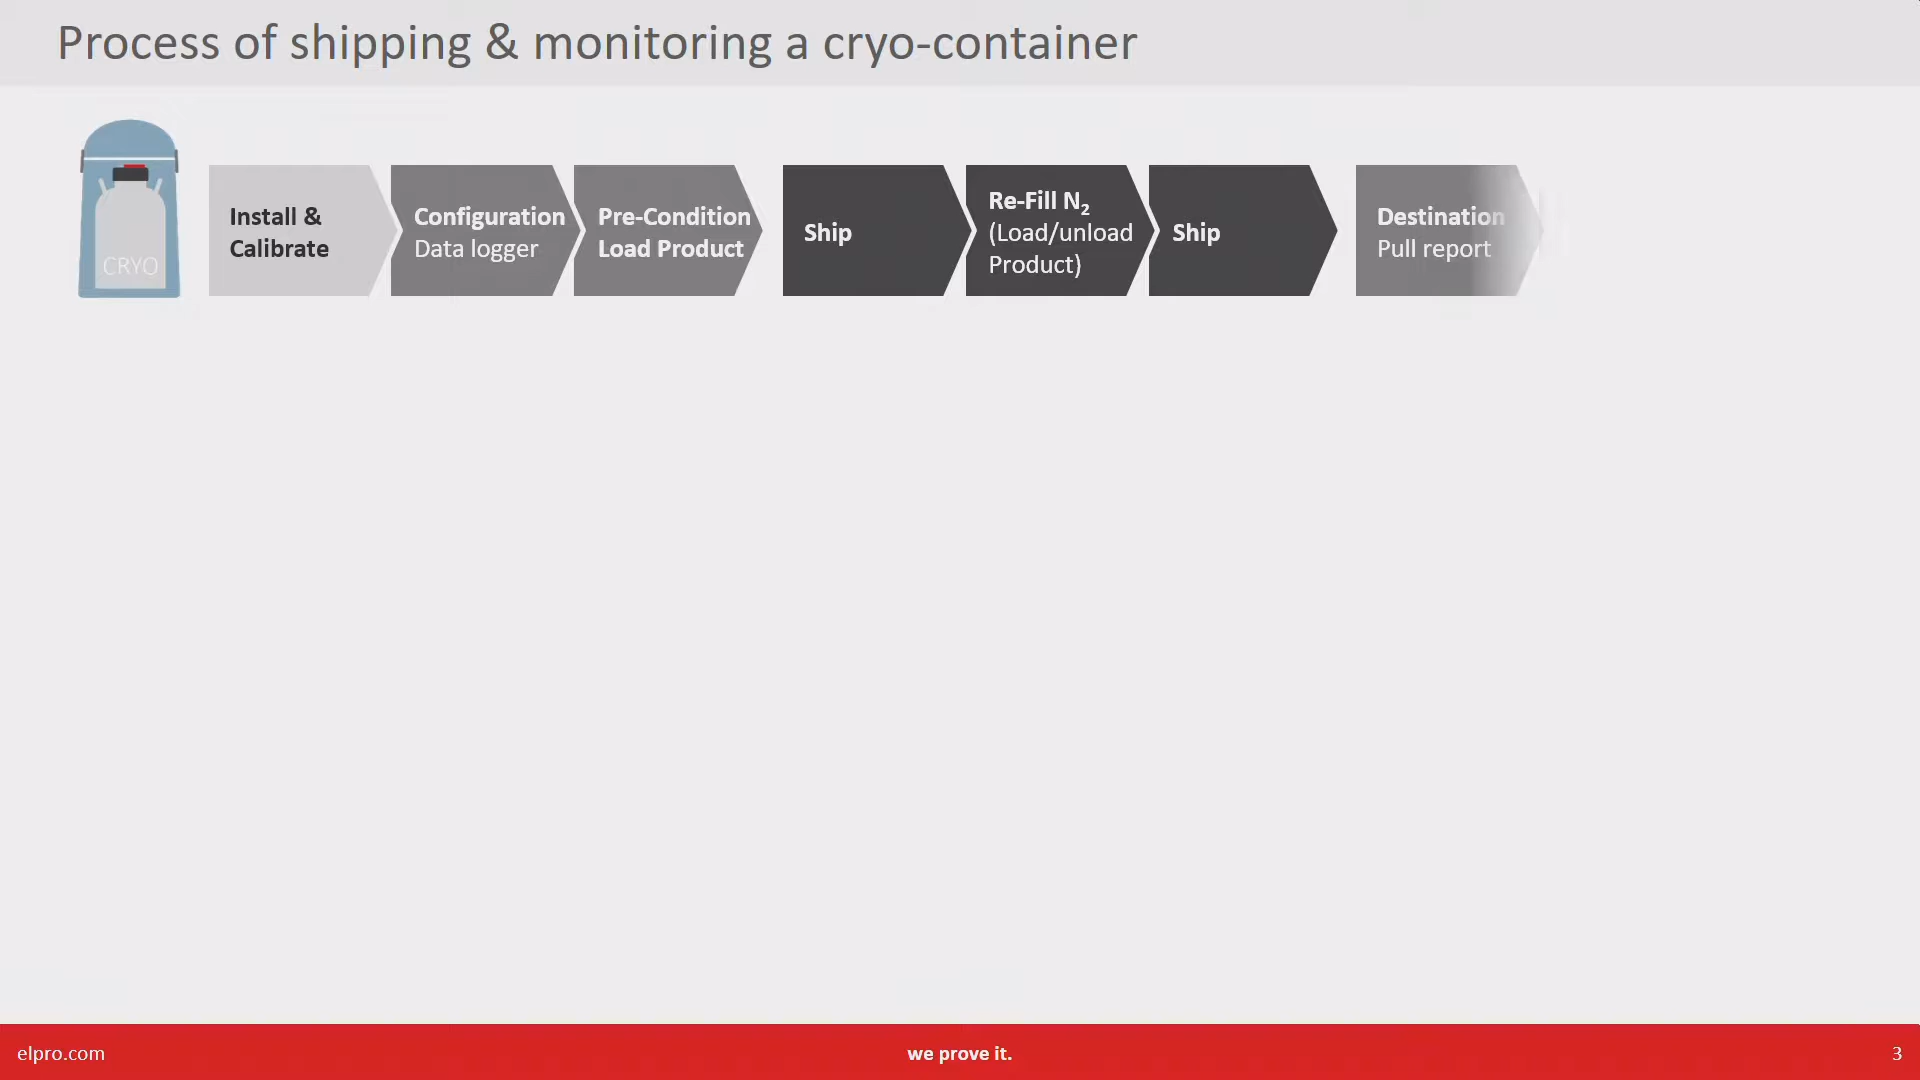 Process of shipping & monitoring a cryo-container
CRYO
Install &
Calibrate
Configuration
Data logger
Pre-Condition
Load Product
Ship
Re-Fill N₂
(Load/unload
Product)
Ship
Destination
Pull report
elpro.com
we prove it.
3